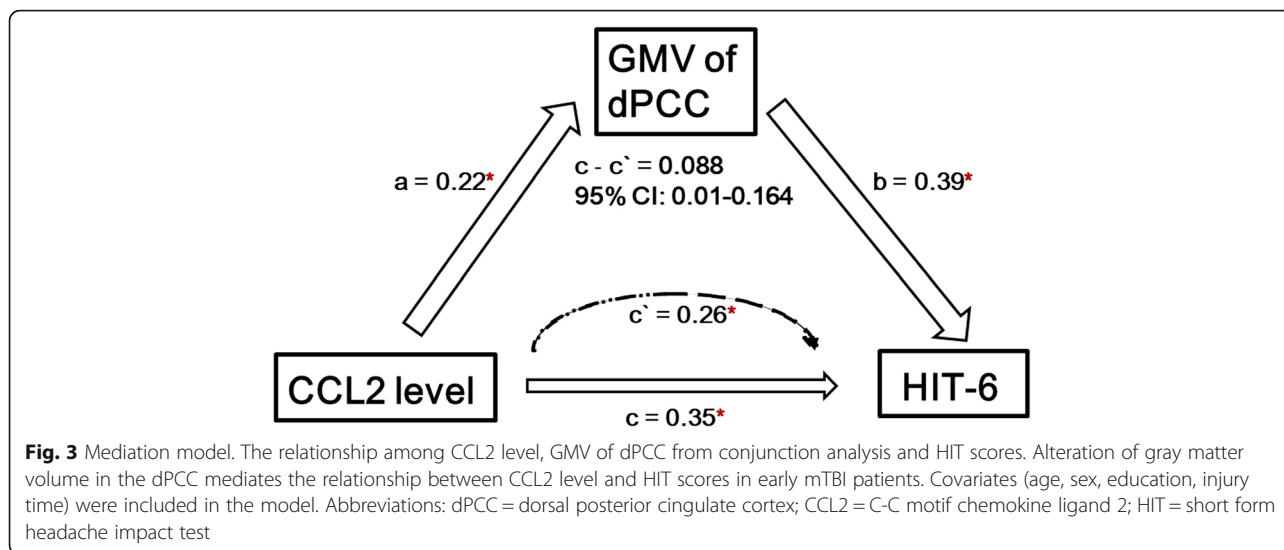 GMV of
dPCC
c - c` = 0.088
95% CI: 0.01-0.164
a = 0.22*
b = 0.39*
c` = 0.26*
CCL2 level
HIT-6
c = 0.35*
Fig. 3 Mediation model. The relationship among CCL2 level, GMV of dPCC from conjunction analysis and HIT scores. Alteration of gray matter
volume in the dPCC mediates the relationship between CCL2 level and HIT scores in early mTBI patients. Covariates (age, sex, education, injury
time) were included in the model. Abbreviations: dPCC = dorsal posterior cingulate cortex; CCL2 = C-C motif chemokine ligand 2; HIT = short form
headache impact test